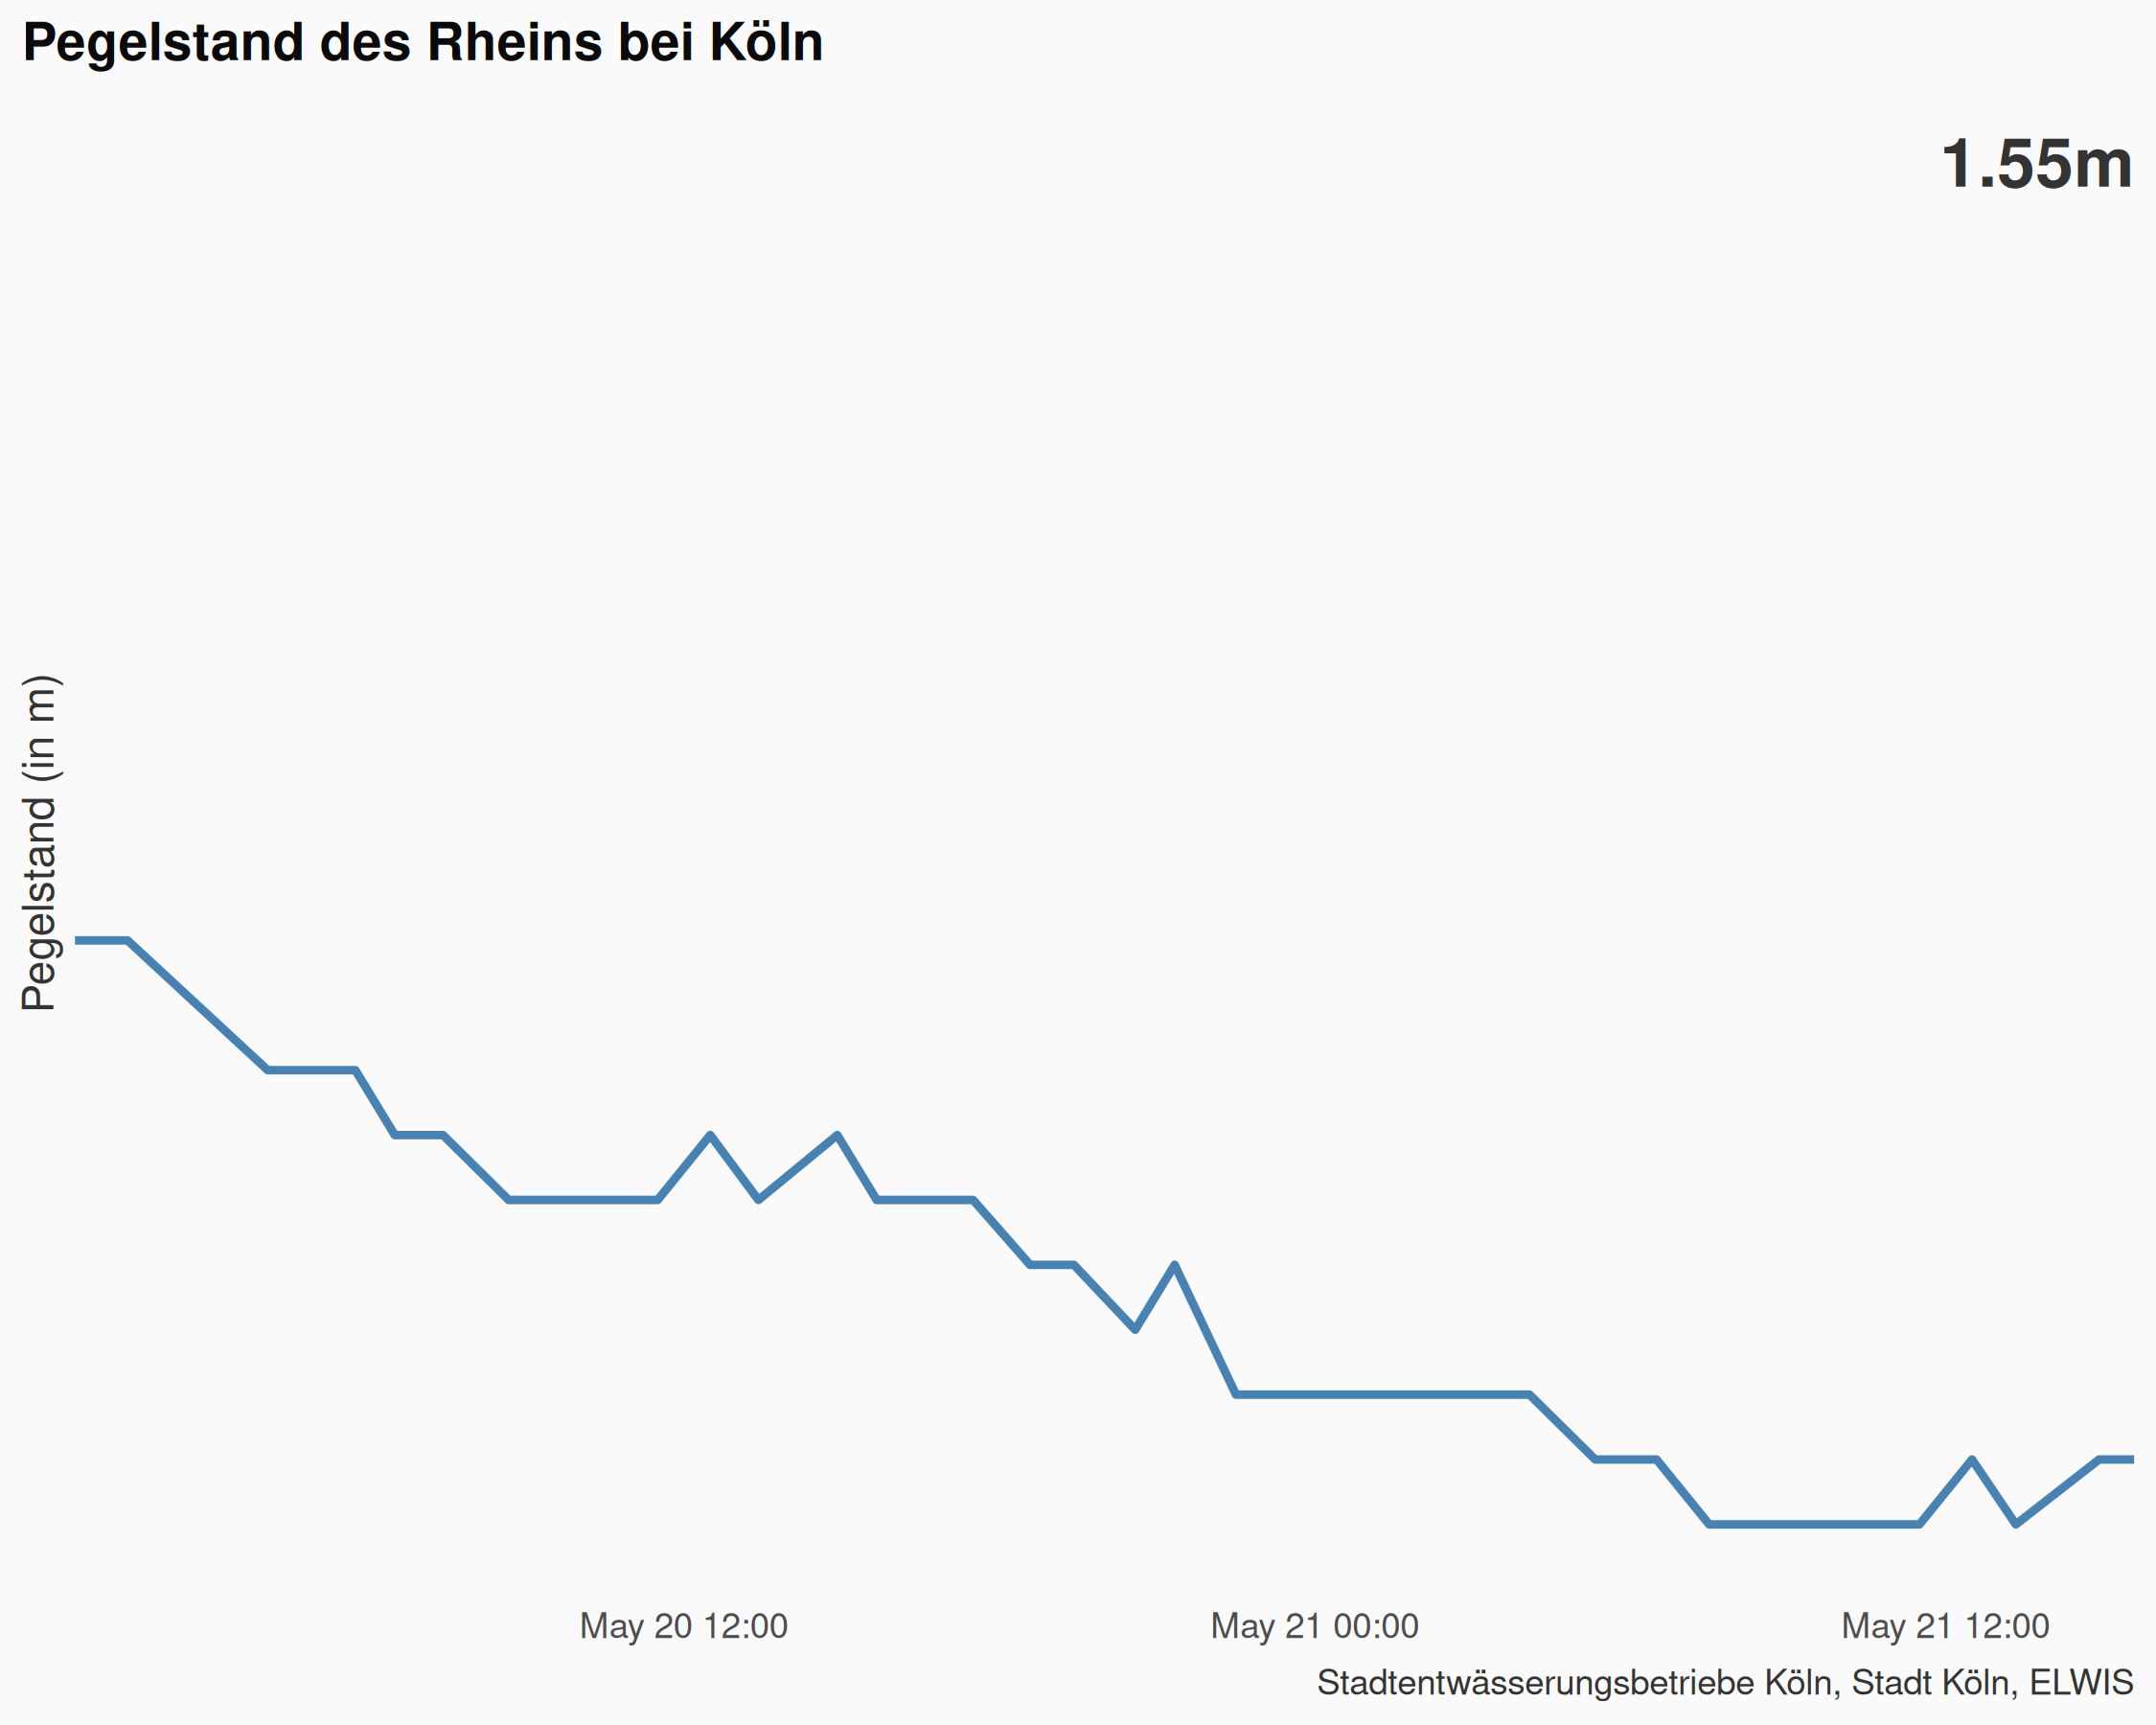 Pegelstand des Rheins bei Köln
1.55m
Pegelstand (in m)
May 20 12:00
May 21 00:00
May 21 12:00
Stadtentwässerungsbetriebe Köln, Stadt Köln, ELWIS